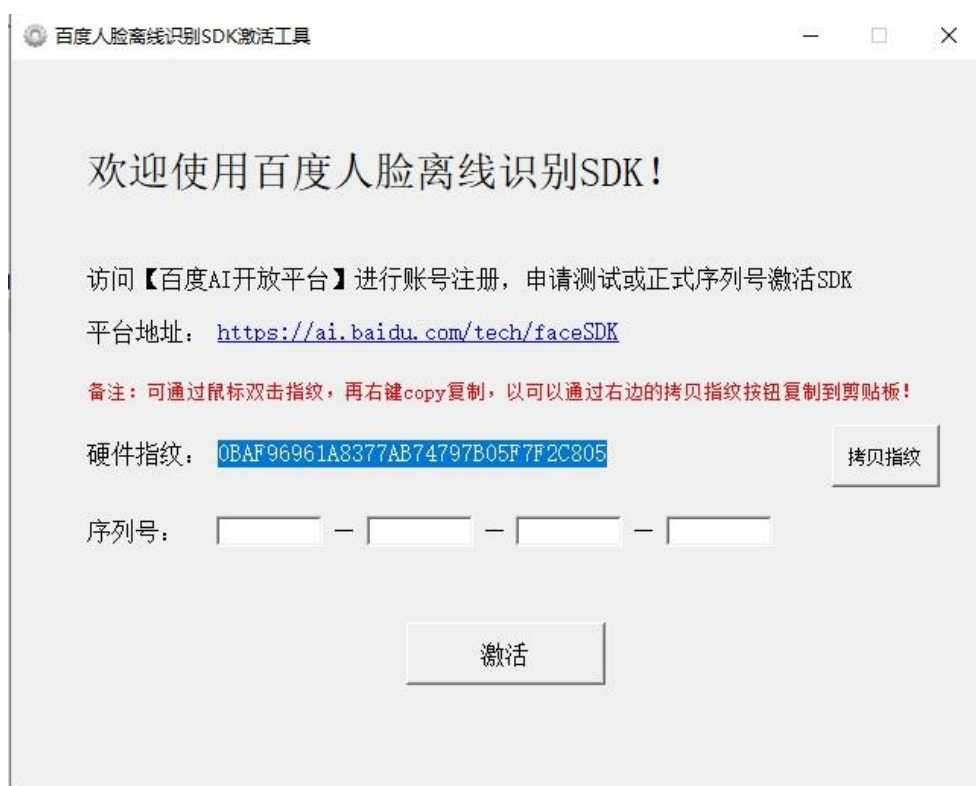 百度人脸离线识别SDK激活工具
欢迎使用百度人脸离线识别SDK!
访问【百度AI开放平台】进行账号注册，申请测试或正式序列号激活SDK
平台地址： https://ai.baidu.com/tech/faceSDK
备注：可通过鼠标双击指纹，再右键copy复制，以可以通过右边的拷贝指纹按钮复制到剪贴板!
硬件指纹： 0BAF96961A8377AB74797B05F7F2C805 拷贝指纹
序列号： — — —
激活